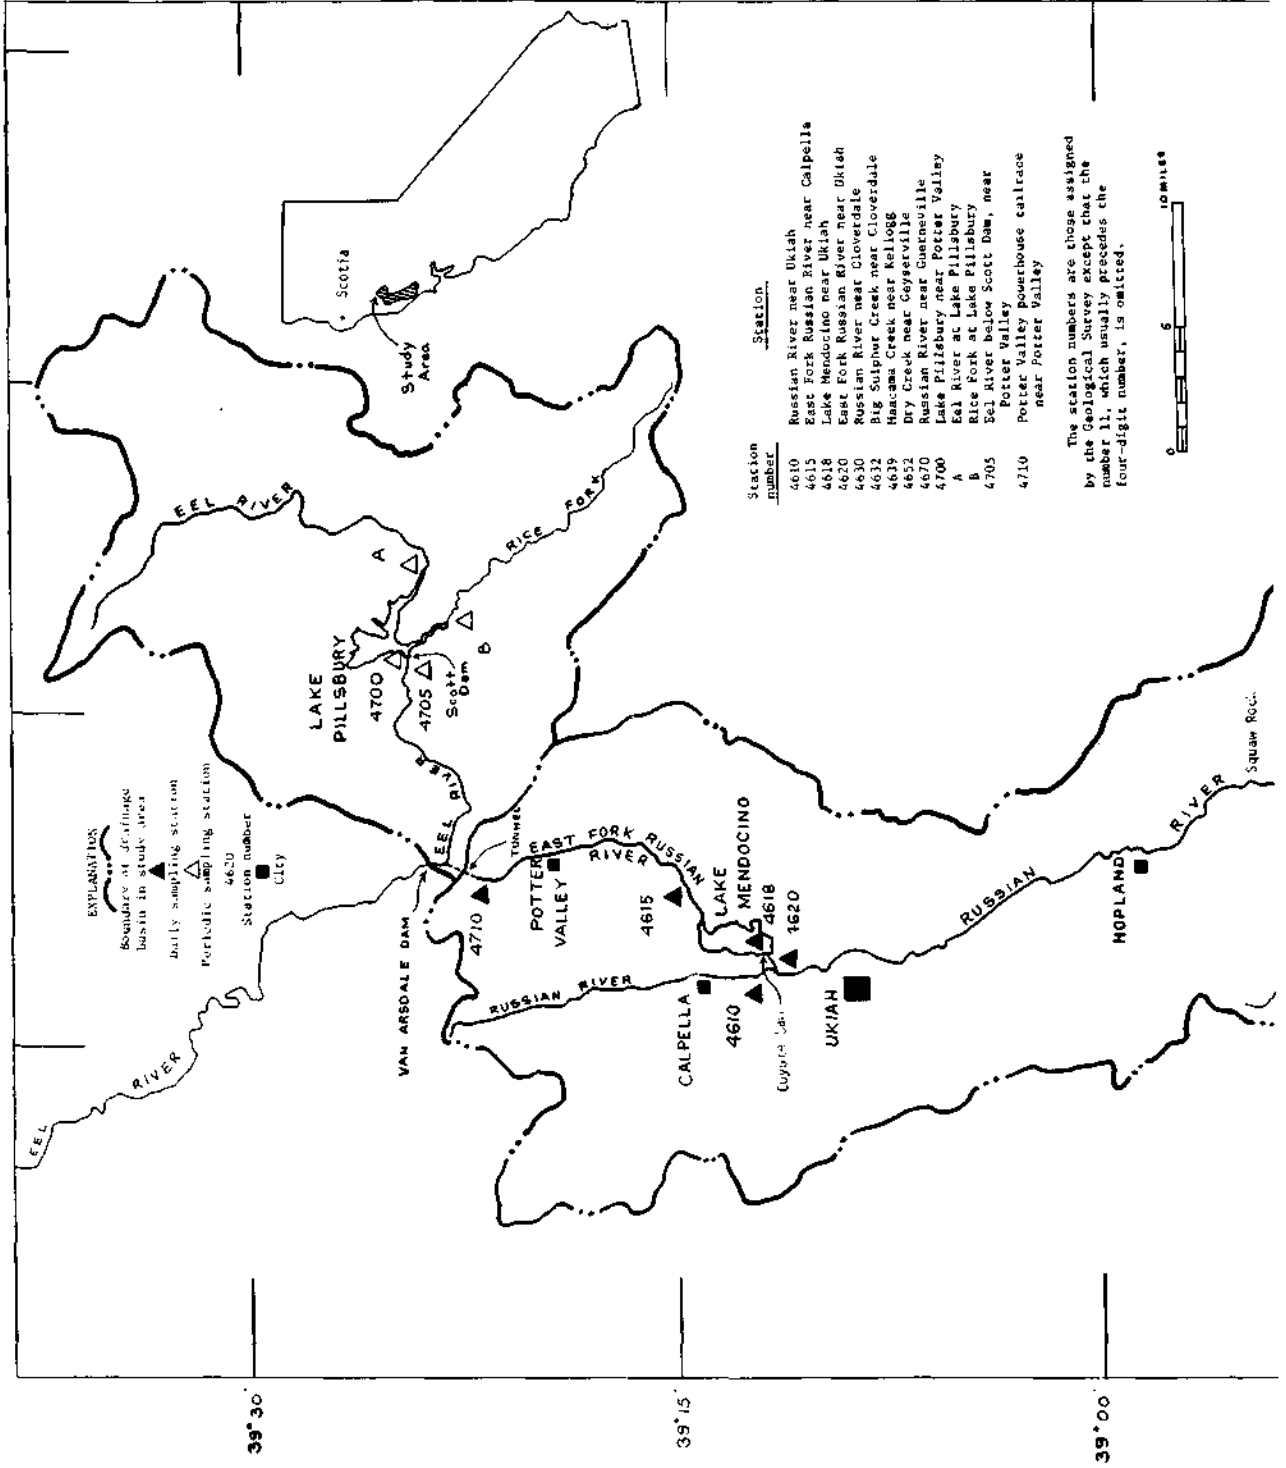 EXPLANATION
Boundary of drainage
basin in study area
Daily sampling station
Periodic sampling station
4620
Station number
City
EEL
RIVER
EEL RIVER
A
LAKE
PILLSBURY
4700
4705
Scott
Dam
B
RICE FORK
EEL RIVER
VAN ARSDALE DAM
TUNNEL
4710
POTTER
VALLEY
EAST FORK RUSSIAN
RIVER
4615
LAKE
MENDOCINO
4618
4620
RUSSIAN RIVER
CALPELLA
4610
Coyote Dam
UKIAH
RUSSIAN
RIVER
HOPLAND
Squaw Rock
Scotia
Study
Area
39°30'
39°15'
39°00'
Station
number
Station
4610 Russian River near Ukiah
4615 East Fork Russian River near Calpella
4618 Lake Mendocino near Ukiah
4620 East Fork Russian River near Ukiah
4630 Russian River near Cloverdale
4632 Big Sulphur Creek near Cloverdale
4639 Maacama Creek near Kellogg
4652 Dry Creek near Geyserville
4670 Russian River near Guerneville
4700 Lake Pillsbury near Potter Valley
A Eel River at Lake Pillsbury
B Rice Fork at Lake Pillsbury
4705 Eel River below Scott Dam, near
Potter Valley
4710 Potter Valley powerhouse tailrace
near Potter Valley
The station numbers are those assigned
by the Geological Survey except that the
number 11, which usually precedes the
four-digit number, is omitted.
0 5 10 MILES